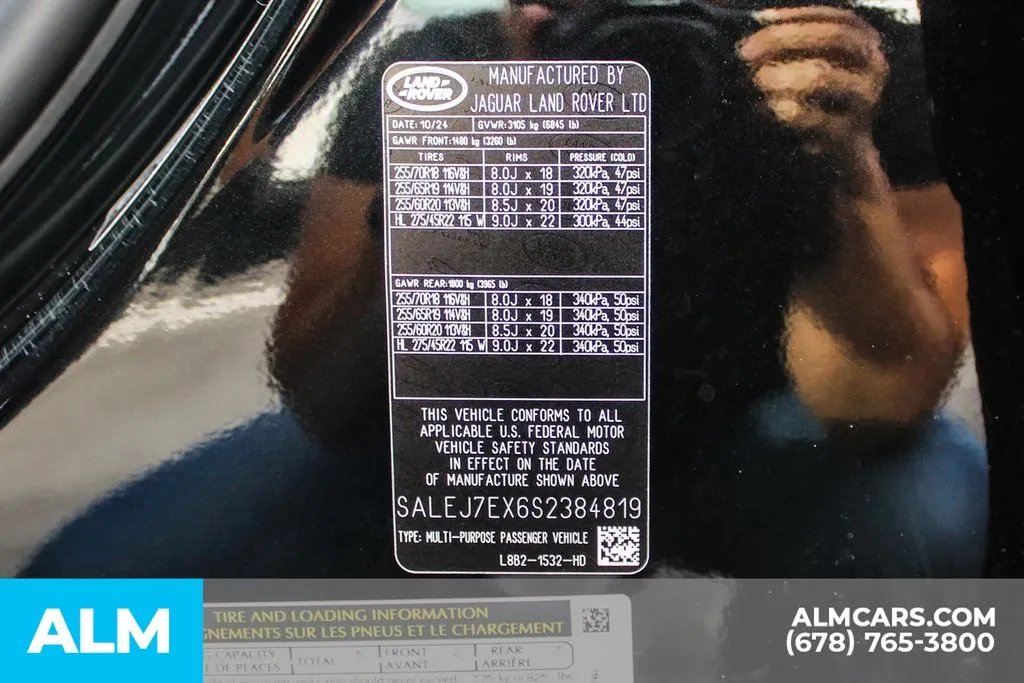 LAND ROVER
MANUFACTURED BY
JAGUAR LAND ROVER LTD
DATE: 10/24 GVWR:3105 kg (6845 lb)
GAWR FRONT:1480 kg (3260 lb)
TIRES RIMS PRESSURE (COLD)
255/70R18 116V&H 8.0J x 18 320kPa, 47psi
255/65R19 114V&H 8.0J x 19 320kPa, 47psi
255/60R20 113V&H 8.5J x 20 320kPa, 47psi
HL 275/45R22 115 W 9.0J x 22 300kPa, 44psi
GAWR REAR:1800 kg (3965 lb)
255/70R18 116V&H 8.0J x 18 340kPa, 50psi
255/65R19 114V&H 8.0J x 19 340kPa, 50psi
255/60R20 113V&H 8.5J x 20 340kPa, 50psi
HL 275/45R22 115 W 9.0J x 22 340kPa, 50psi
THIS VEHICLE CONFORMS TO ALL
APPLICABLE U.S. FEDERAL MOTOR
VEHICLE SAFETY STANDARDS
IN EFFECT ON THE DATE
OF MANUFACTURE SHOWN ABOVE
SALEJ7EX6S2384819
TYPE: MULTI-PURPOSE PASSENGER VEHICLE
L8B2-1532-HD
ALM
TIRE AND LOADING INFORMATION
GNEMENTS SUR LES PNEUS ET LE CHARGEMENT
CAPACITY TOTAL FRONT REAR
DE PLACES AVANT ARRIÈRE
ALMCARS.COM
(678) 765-3800